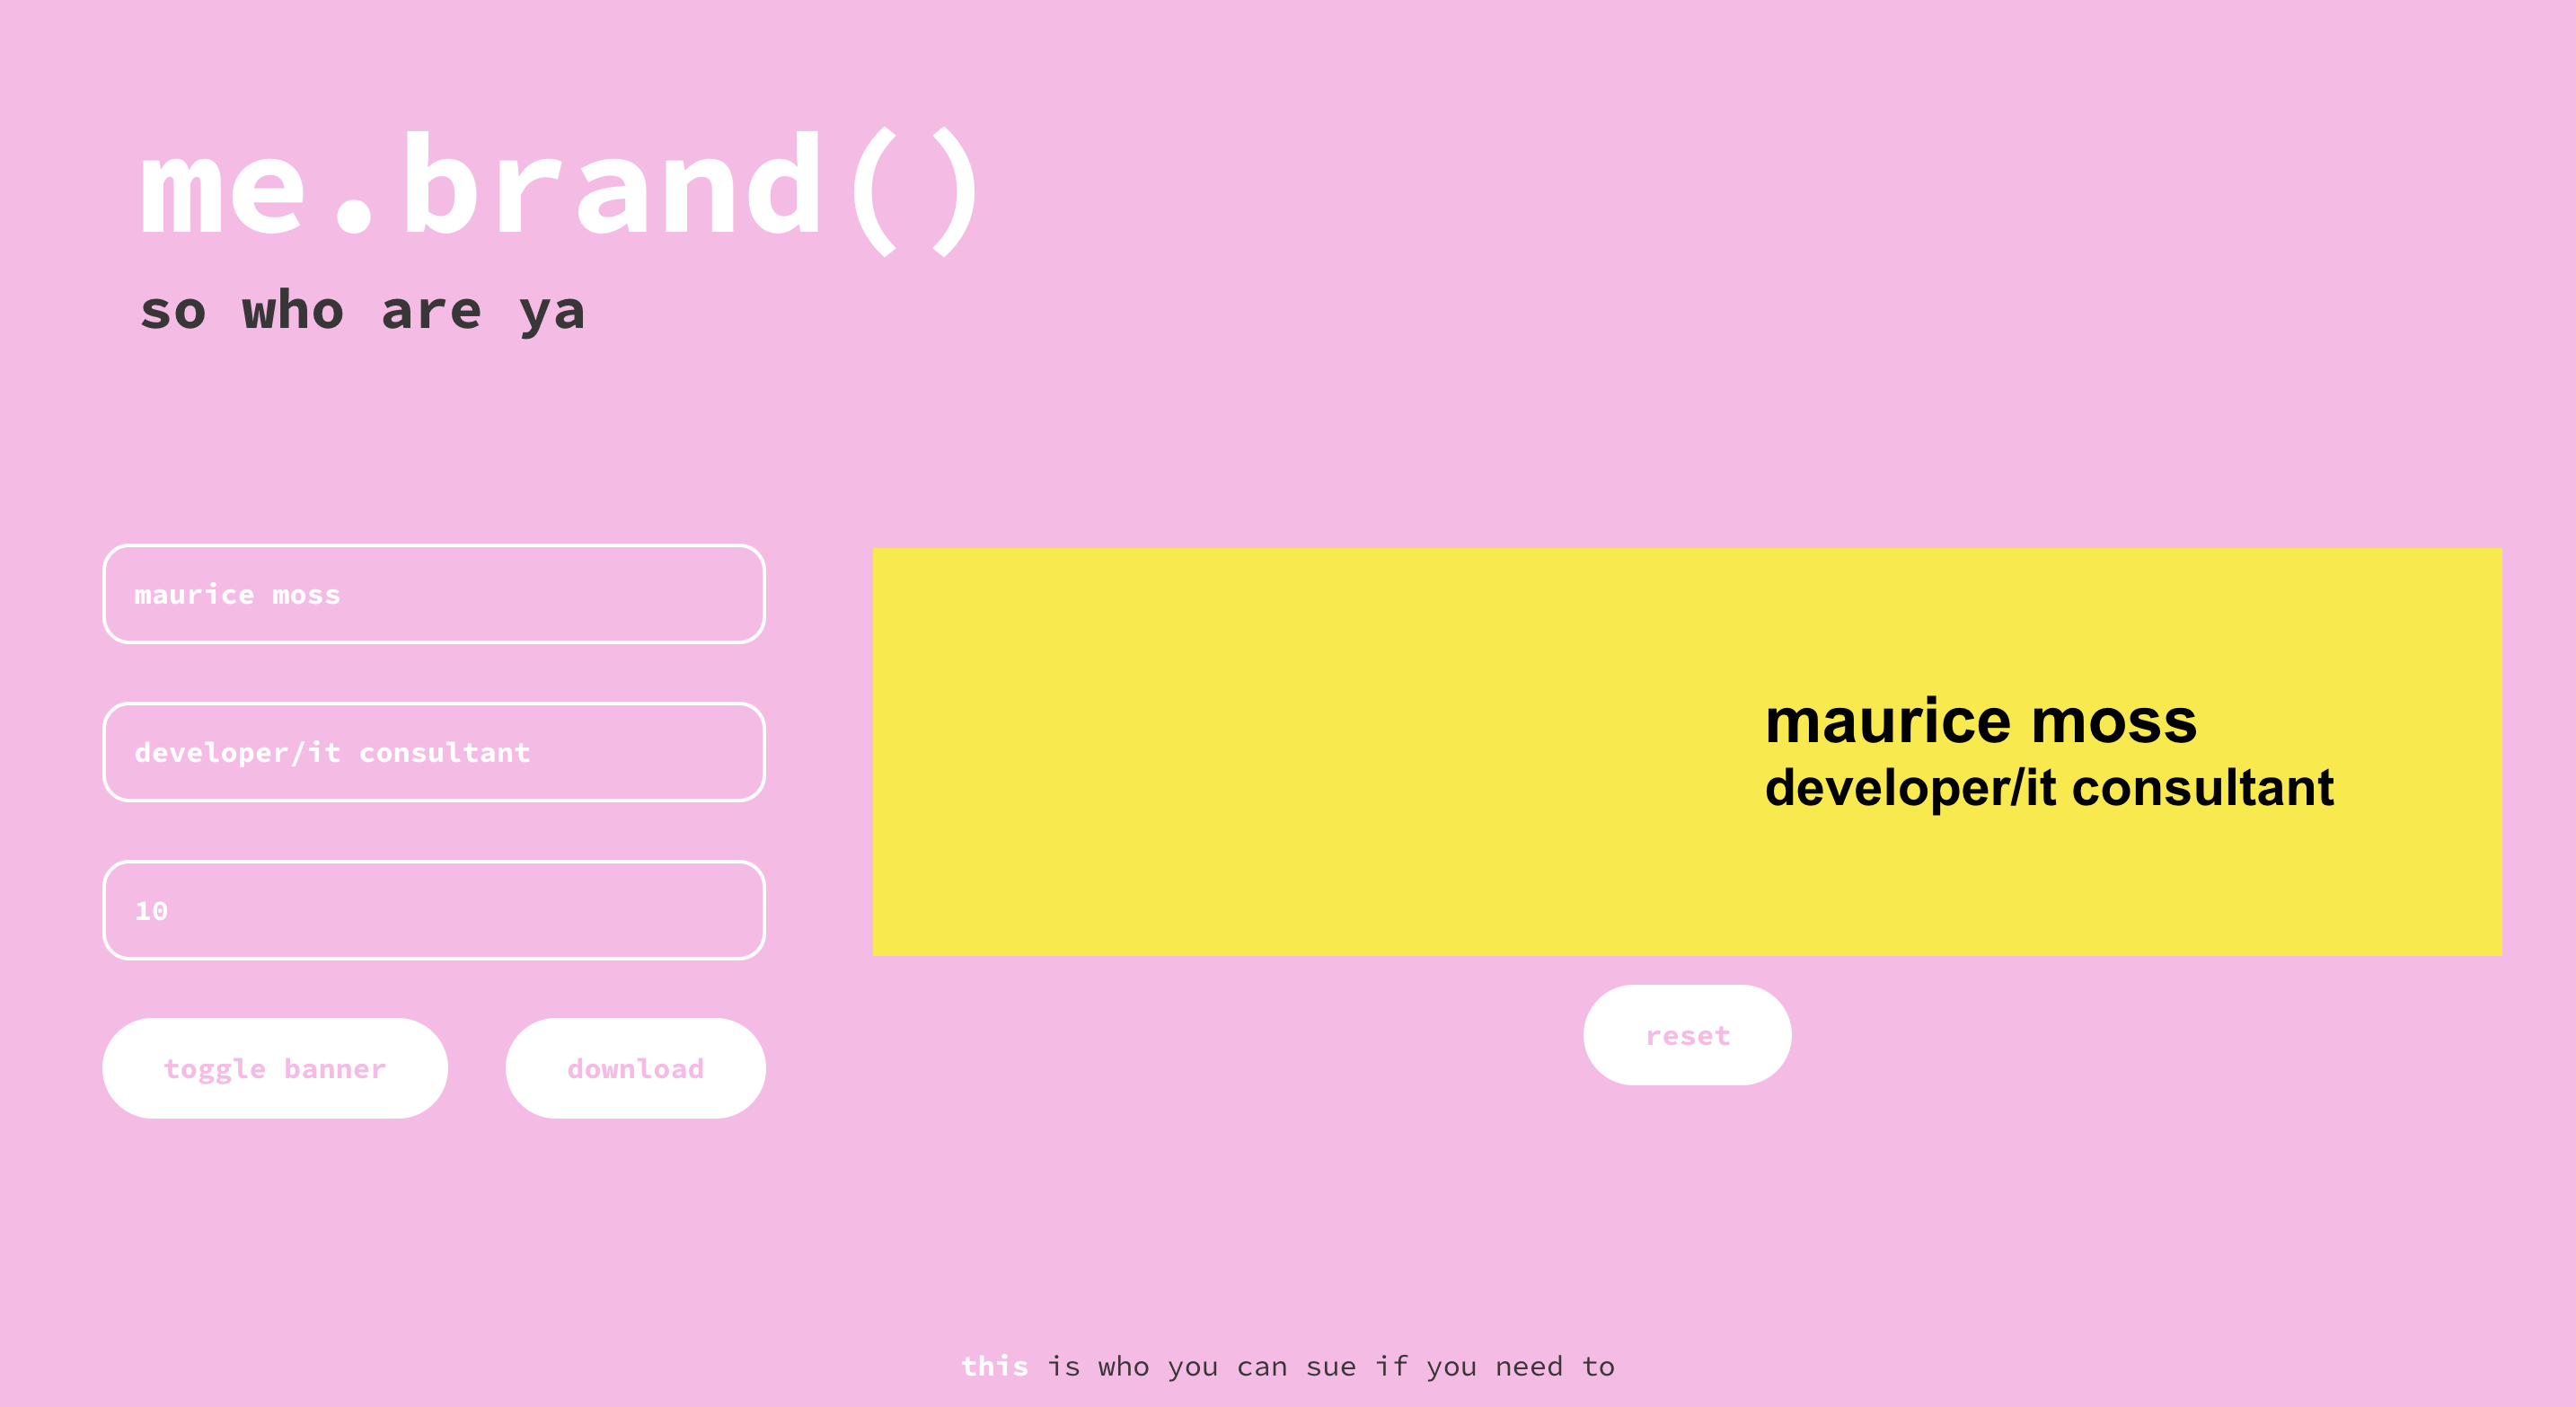 me.brand()
so who are ya
maurice moss
developer/it consultant
10
toggle banner
download
maurice moss
developer/it consultant
reset
this is who you can sue if you need to